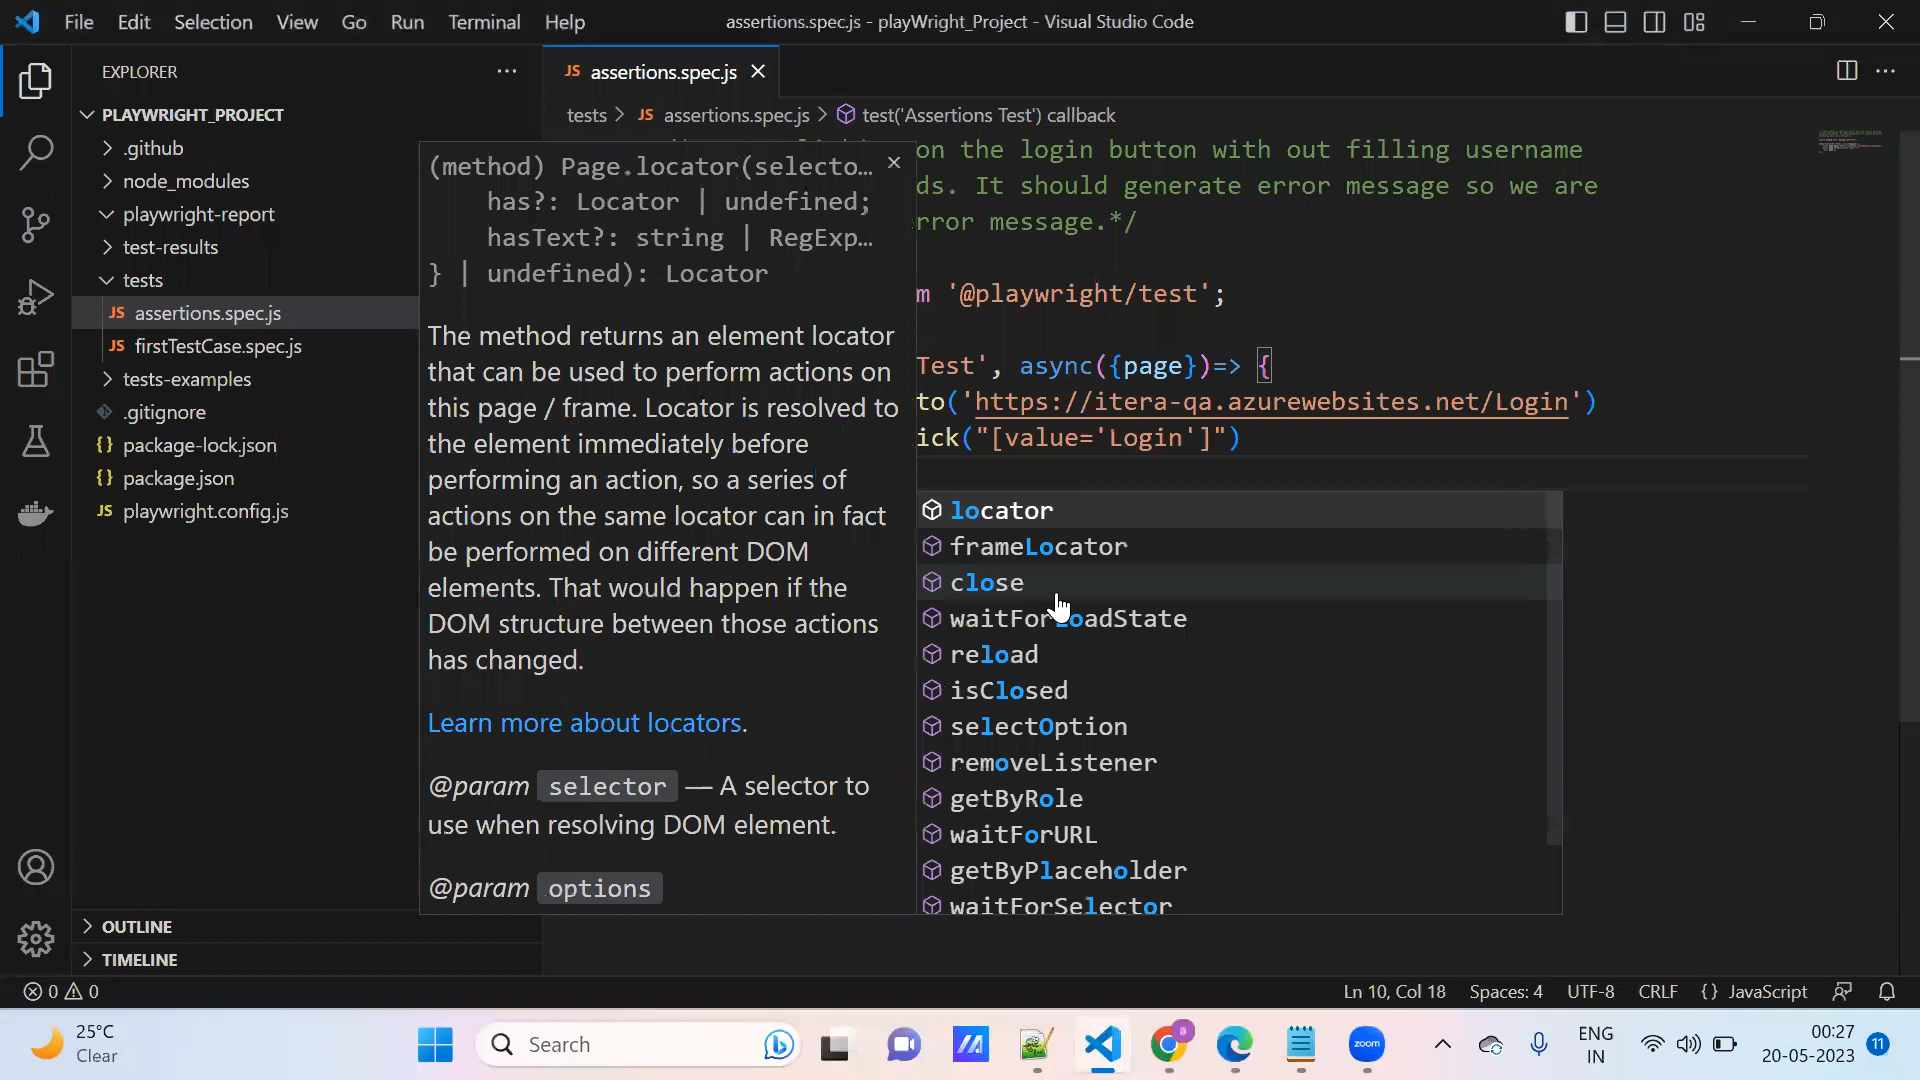 File Edit Selection View Go Run Terminal Help
assertions.spec.js - playWright_Project - Visual Studio Code
EXPLORER
PLAYWRIGHT_PROJECT
.github
node_modules
playwright-report
test-results
tests
JS assertions.spec.js
JS firstTestCase.spec.js
tests-examples
.gitignore
{} package-lock.json
{} package.json
JS playwright.config.js
OUTLINE
TIMELINE
JS assertions.spec.js
tests > JS assertions.spec.js > test('Assertions Test') callback
on the login button with out filling username
ds. It should generate error message so we are
rror message.*/
m '@playwright/test';
Test', async({page})=> {
to('https://itera-qa.azurewebsites.net/Login')
ick("[value='Login']")
(method) Page.locator(selecto…
has?: Locator | undefined;
hasText?: string | RegExp…
} | undefined): Locator
The method returns an element locator
that can be used to perform actions on
this page / frame. Locator is resolved to
the element immediately before
performing an action, so a series of
actions on the same locator can in fact
be performed on different DOM
elements. That would happen if the
DOM structure between those actions
has changed.
Learn more about locators.
@param selector — A selector to
use when resolving DOM element.
@param options
locator
frameLocator
close
waitForLoadState
reload
isClosed
selectOption
removeListener
getByRole
waitForURL
getByPlaceholder
waitForSelector
0 0
Ln 10, Col 18 Spaces: 4 UTF-8 CRLF {} JavaScript
25°C
Clear
Search
zoom
ENG
IN
00:27
20-05-2023
11